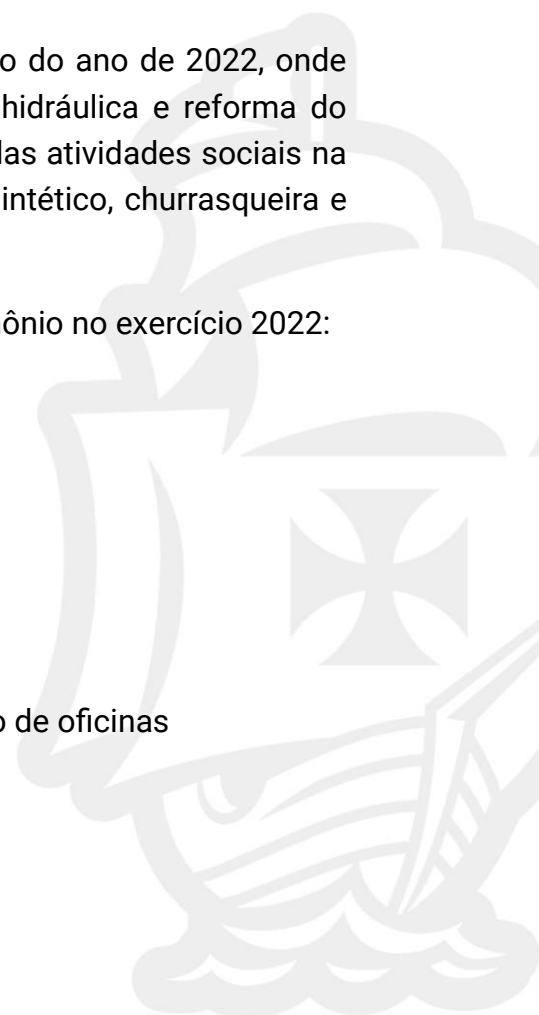 o do ano de 2022, onde
hidráulica e reforma do
las atividades sociais na
intético, churrasqueira e
ônio no exercício 2022:
o de oficinas